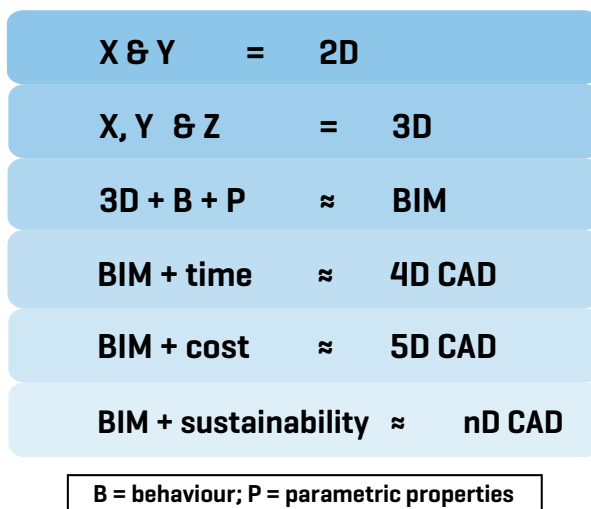 X & Y = 2D
X, Y & Z = 3D
3D + B + P ≈ BIM
BIM + time ≈ 4D CAD
BIM + cost ≈ 5D CAD
BIM + sustainability ≈ nD CAD
B = behaviour; P = parametric properties